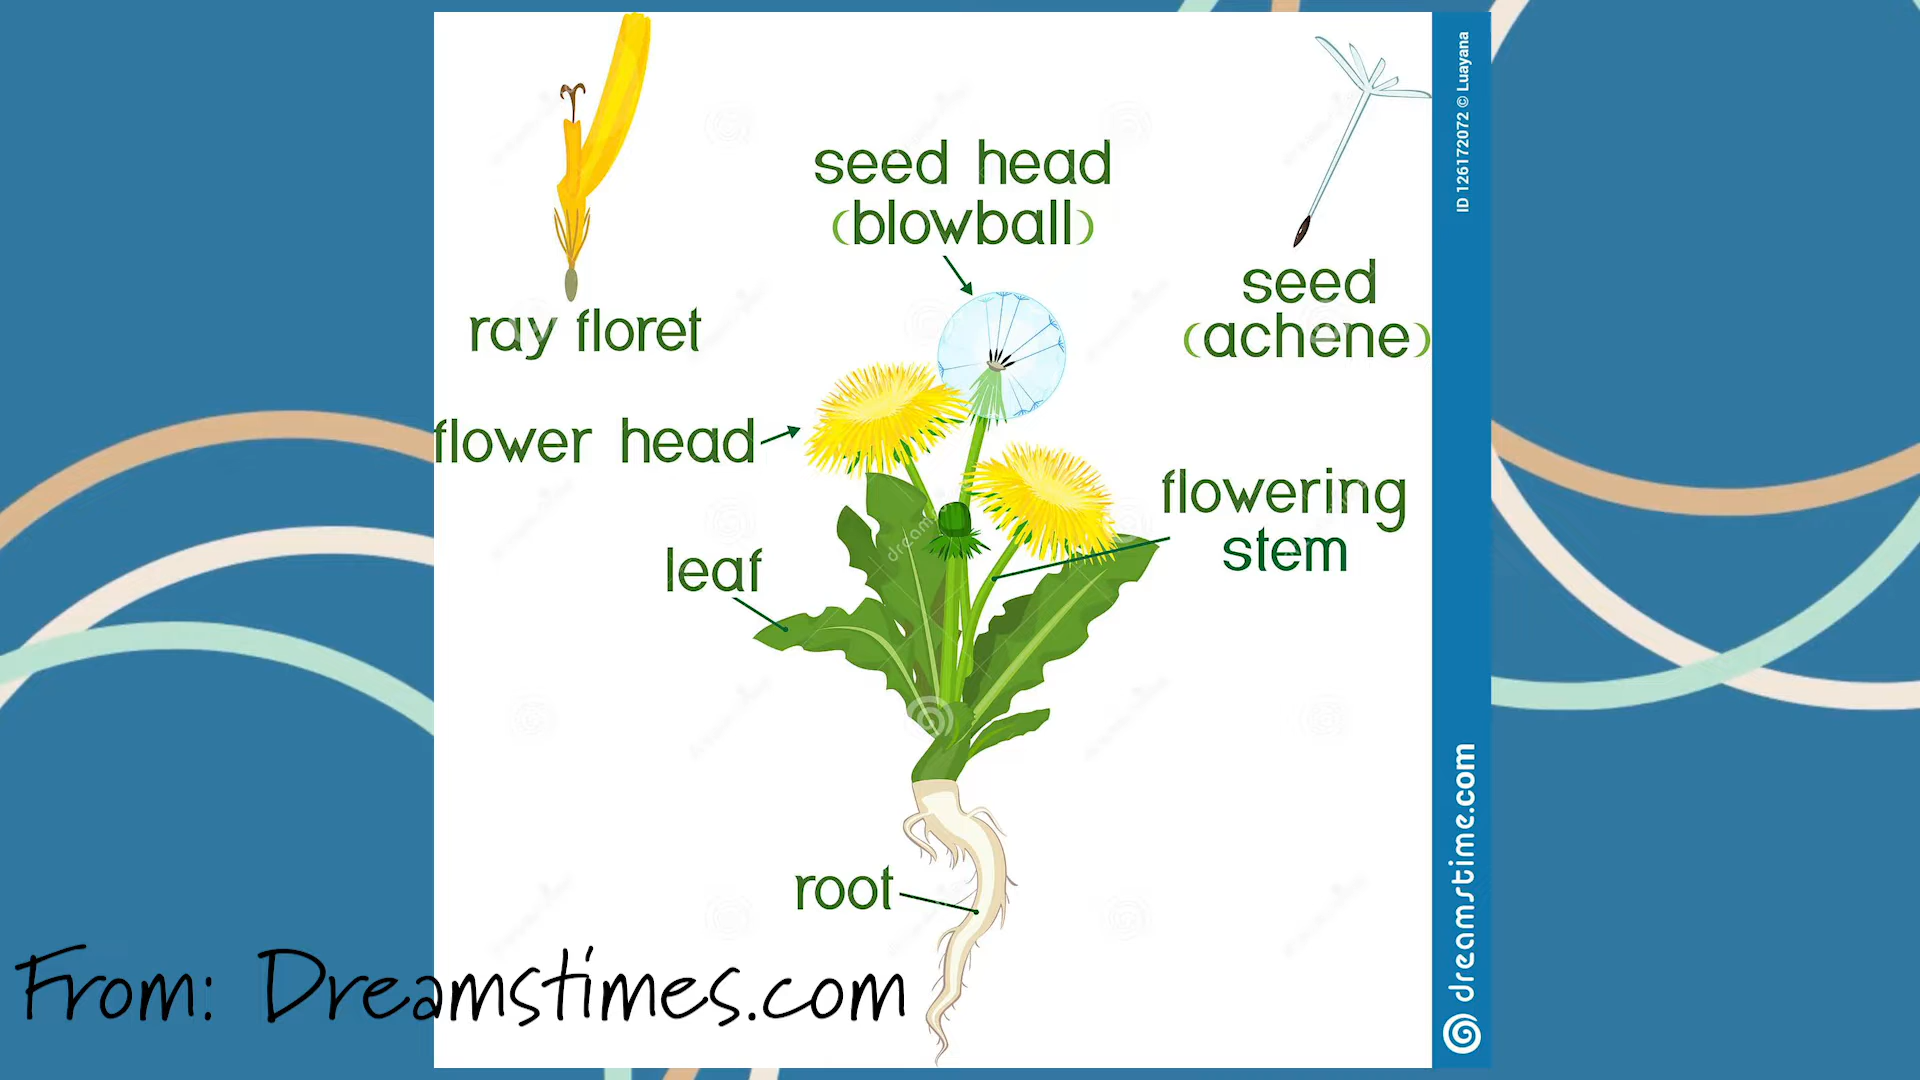 seed head
(blowball)
ray floret
seed
(achene)
flower head
flowering
stem
leaf
root
From: Dreamstimes.com
ID 126172072 © Luayana
dreamstime.com